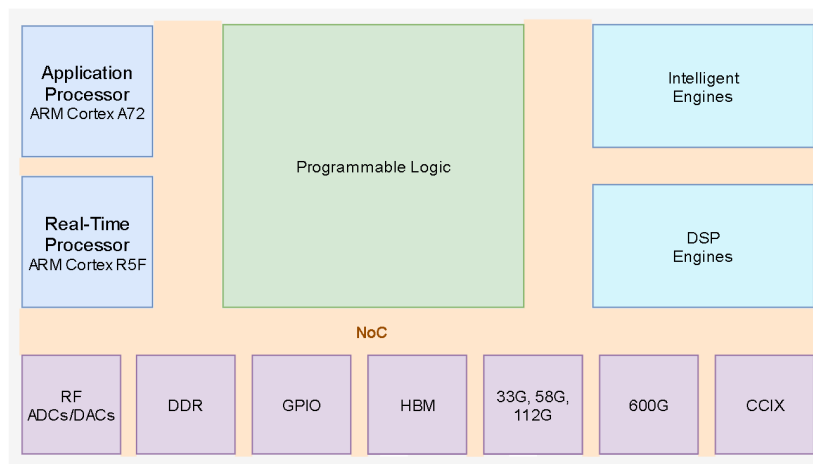 Application
Processor
ARM Cortex A72
Programmable Logic
Intelligent
Engines
Real-Time
Processor
ARM Cortex R5F
DSP
Engines
NoC
RF
ADCs/DACs
DDR
GPIO
HBM
33G, 58G,
112G
600G
CCIX